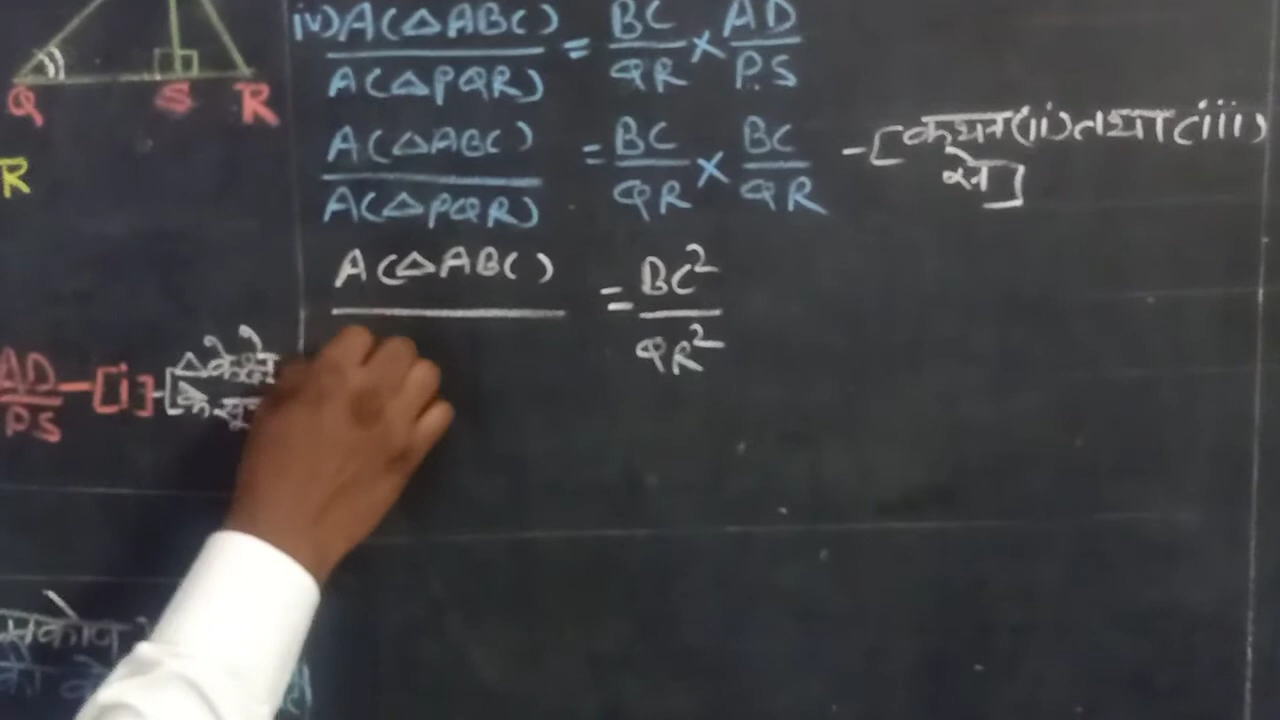 Q S R
R
AD/PS - [i] - [△ के क्षेत्र
iv) A(△ABC)/A(△PQR) = BC/QR × AD/P.S
A(△ABC)/A(△PQR) = BC/QR × BC/QR - [कथन (ii) तथा (iii)
से]
A(△ABC) = BC²/QR²